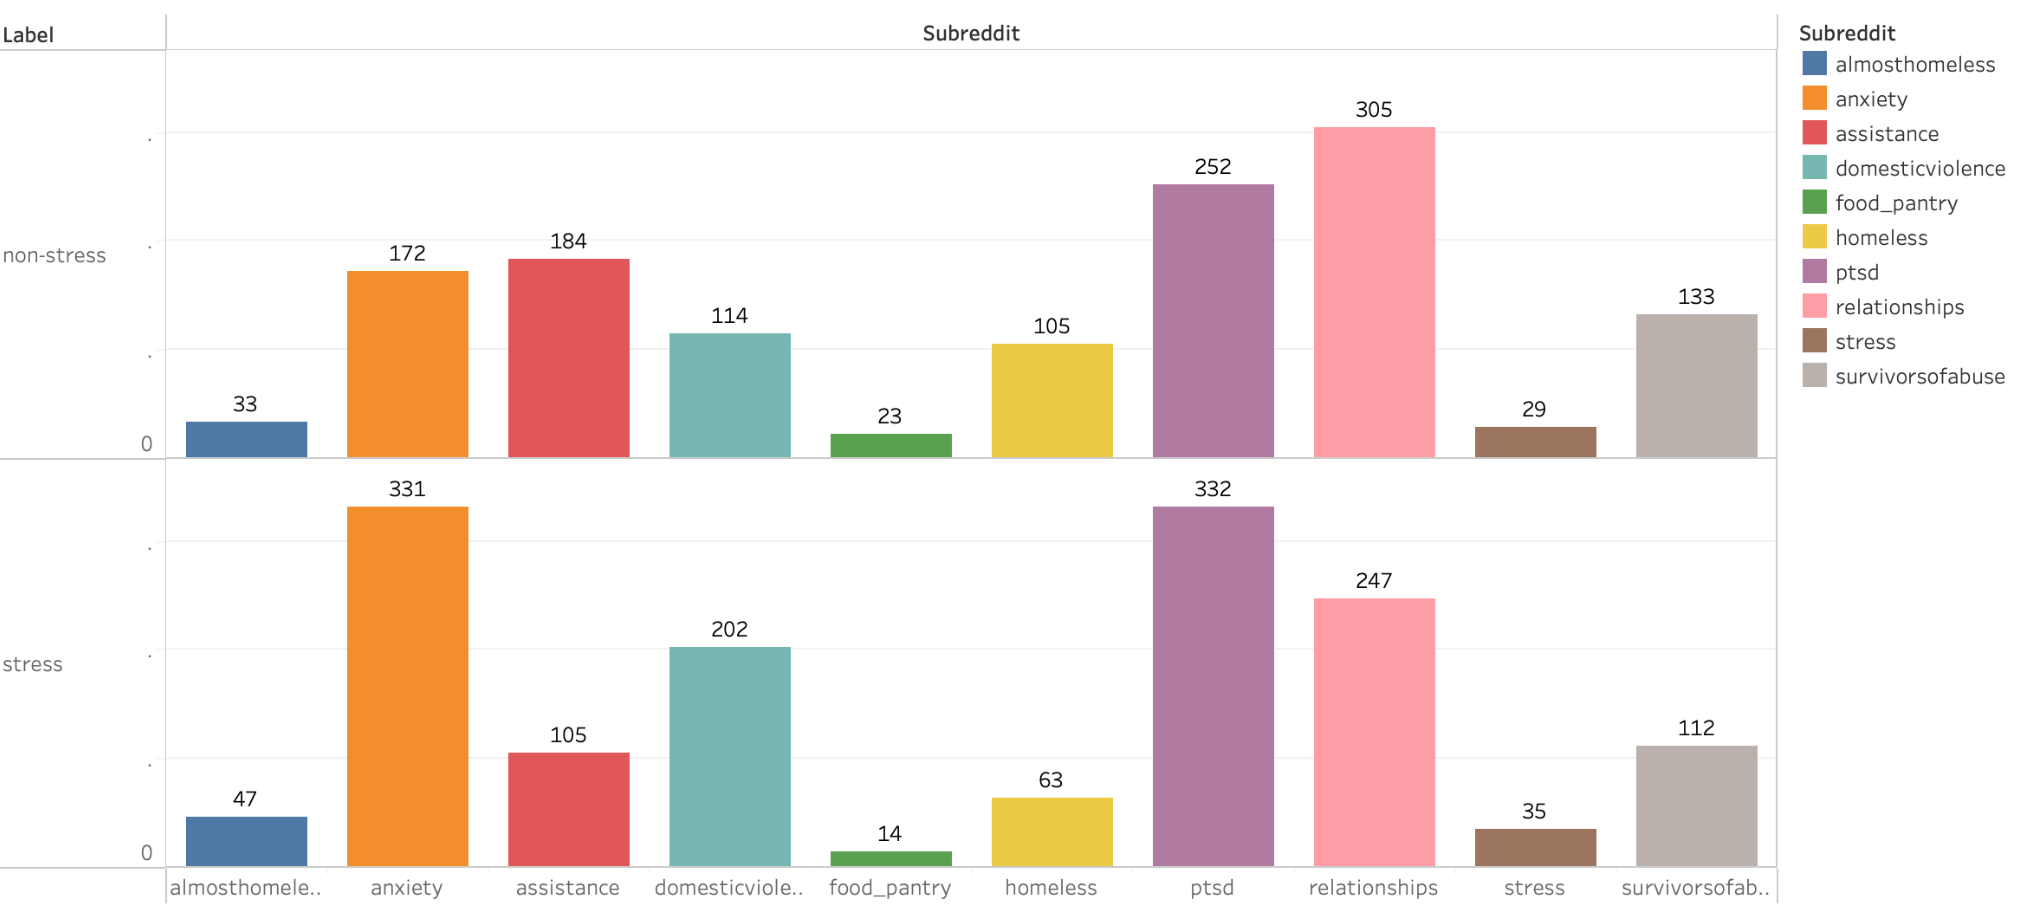 Label
Subreddit
non-stress
0
33
172
184
114
23
105
252
305
29
133
stress
0
47
331
105
202
14
63
332
247
35
112
almosthomele..
anxiety
assistance
domesticviole..
food_pantry
homeless
ptsd
relationships
stress
survivorsofab..
Subreddit
almosthomeless
anxiety
assistance
domesticviolence
food_pantry
homeless
ptsd
relationships
stress
survivorsofabuse